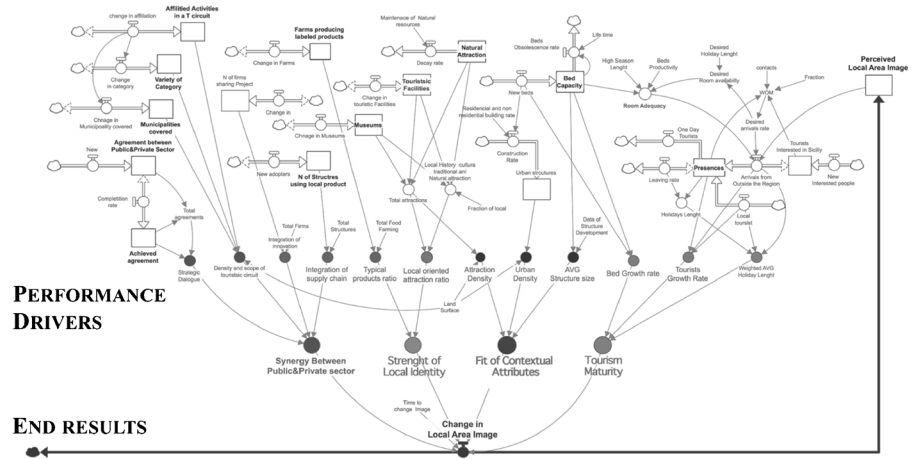 Affilitied Activities
in a T circuit
change in affiliation
Change
in category
Variety of
Category
Change in
Municipality covered
Municipalities
covered
Agreement between
Public&Private Sector
New
Completition
rate
Total
agreements
Achieved
agreement
Strategic
Dialogue
Farms producing
labeled products
Change in Farms
N of firms
sharing Project
Change in
Chnage in Museums
Museums
New adopters
N of Structres
using local product
Total Firms
Integration of
innovation
Total
Structures
Total Food
Farming
Density and scope of
touristic circuit
Integration of
supply chain
Typical
products ratio
Local oriented
attraction ratio
Maintenace of Natural
resources
Natural
Attraction
Decay rate
Touristic
Facilities
Change in
touristic Facilities
Local History cultura
traditional anl
Natural attraction
Total attractions
Fraction of local
Attraction
Density
Urban
Density
Land
Surface
Beds
Obsolescence rate
Life time
New beds
Bed
Capacity
Residencial and non
residential building rate
Construction
Rate
Urban structures
Data of
Structure
Development
AVG
Structure size
Bed Growth rate
High Season
Lenght
Beds
Productivity
Room Adequacy
Desired
Holiday Lenght
Desired
Room availability
contacts
WOM
Fraction
Desired
arrivals rate
One Day
Tourists
Tourists
Interested in Sicily
Presences
Leaving rate
Arrivals from
Outside the Region
New
Interested people
Holidays Lenght
Local
tourist
Tourists
Growth Rate
Weighted AVG
Holiday Lenght
Perceived
Local Area Image
PERFORMANCE
DRIVERS
Synergy Between
Public&Private sector
Strenght of
Local Identity
Fit of Contextual
Attributes
Tourism
Maturity
Time to
change Image
Change in
Local Area Image
END RESULTS